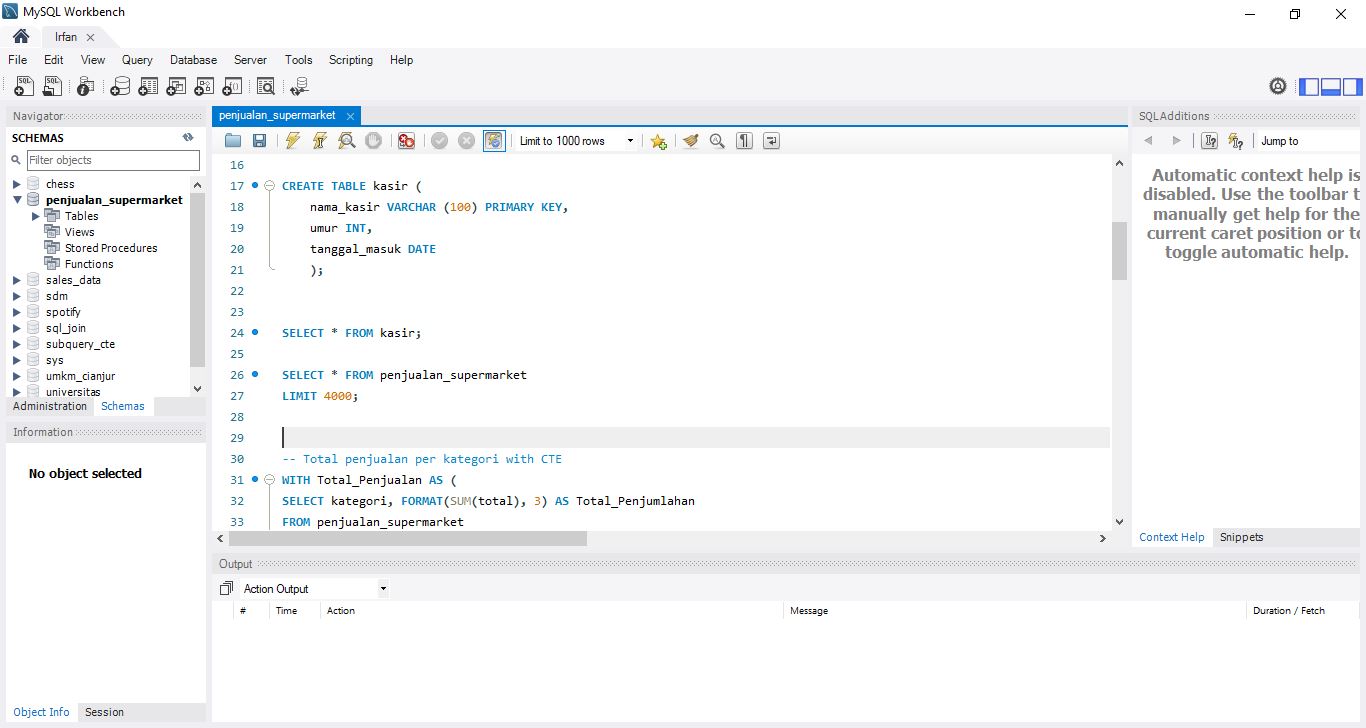 MySQL Workbench
Irfan
File Edit View Query Database Server Tools Scripting Help
Navigator
SCHEMAS
Filter objects
chess
penjualan_supermarket
Tables
Views
Stored Procedures
Functions
sales_data
sdm
spotify
sql_join
subquery_cte
sys
umkm_cianjur
universitas
Administration Schemas
Information
No object selected
Object Info Session
penjualan_supermarket
Limit to 1000 rows
16
17 CREATE TABLE kasir (
18 nama_kasir VARCHAR (100) PRIMARY KEY,
19 umur INT,
20 tanggal_masuk DATE
21 );
22
23
24 SELECT * FROM kasir;
25
26 SELECT * FROM penjualan_supermarket
27 LIMIT 4000;
28
29
30 -- Total penjualan per kategori with CTE
31 WITH Total_Penjualan AS (
32 SELECT kategori, FORMAT(SUM(total), 3) AS Total_Penjumlahan
33 FROM penjualan_supermarket
SQLAdditions
Jump to
Automatic context help is
disabled. Use the toolbar t
manually get help for the
current caret position or to
toggle automatic help.
Context Help Snippets
Output
Action Output
# Time Action Message Duration / Fetch